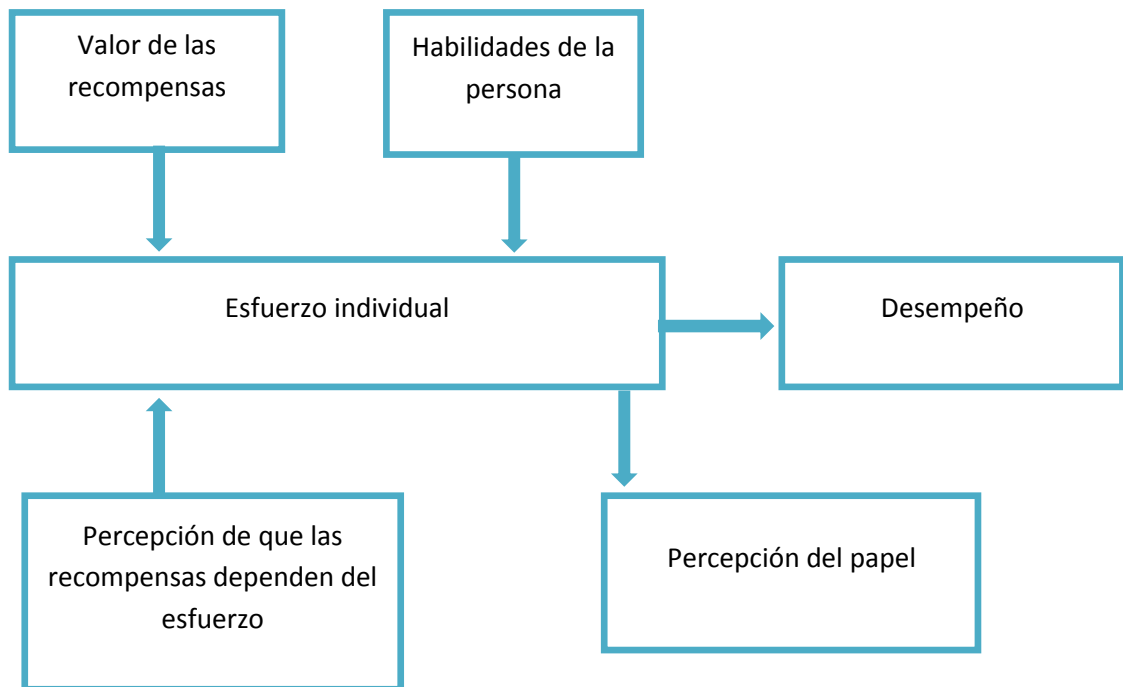 Valor de las
recompensas
Habilidades de la
persona
Esfuerzo individual
Desempeño
Percepción de que las
recompensas dependen del
esfuerzo
Percepción del papel